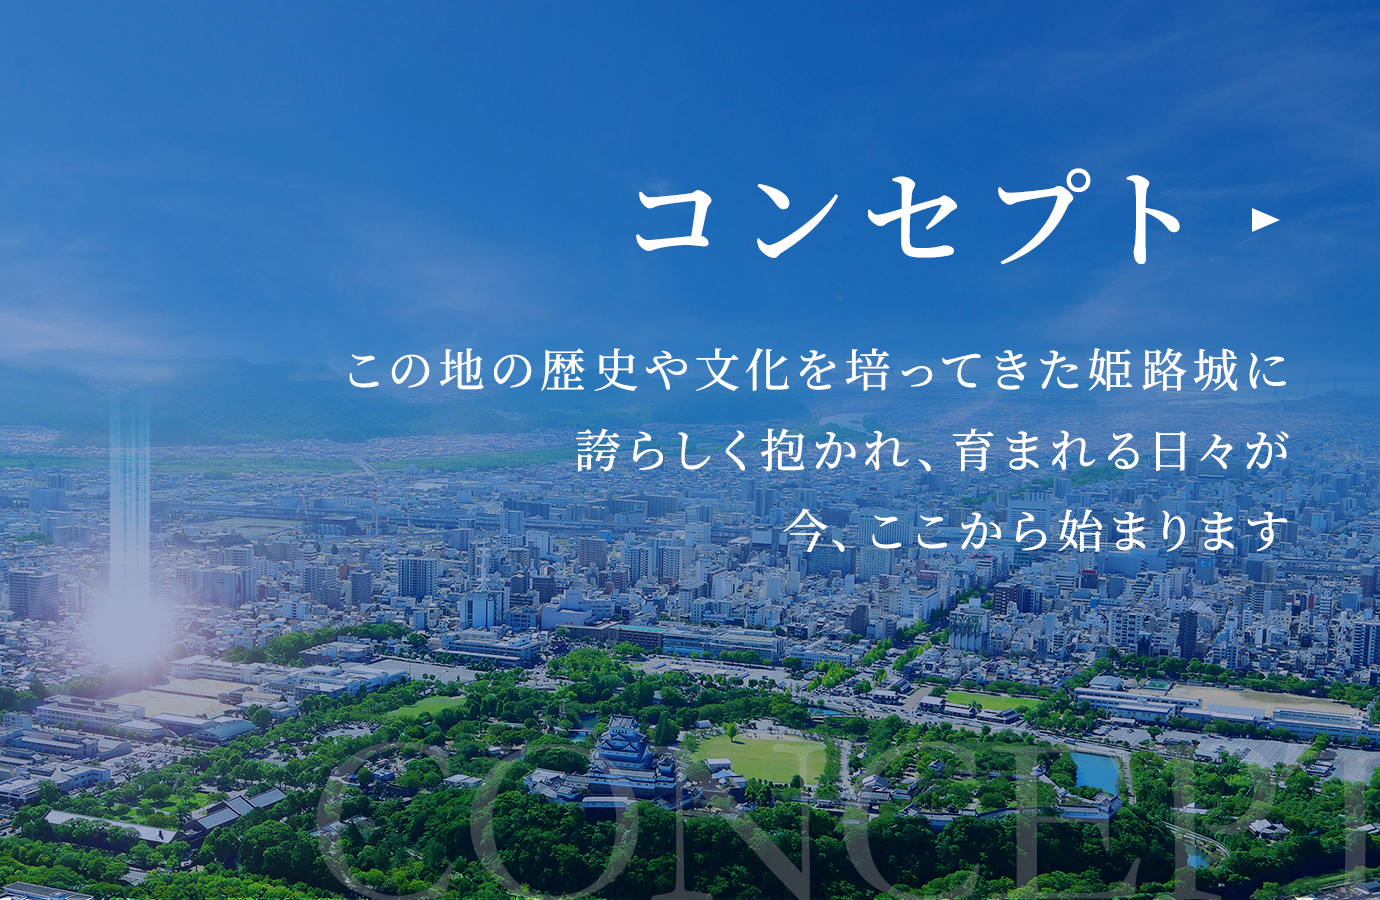 コンセプト ▶
この地の歴史や文化を培ってきた姫路城に
誇らしく抱かれ、育まれる日々が
今、ここから始まります
CONCEPT